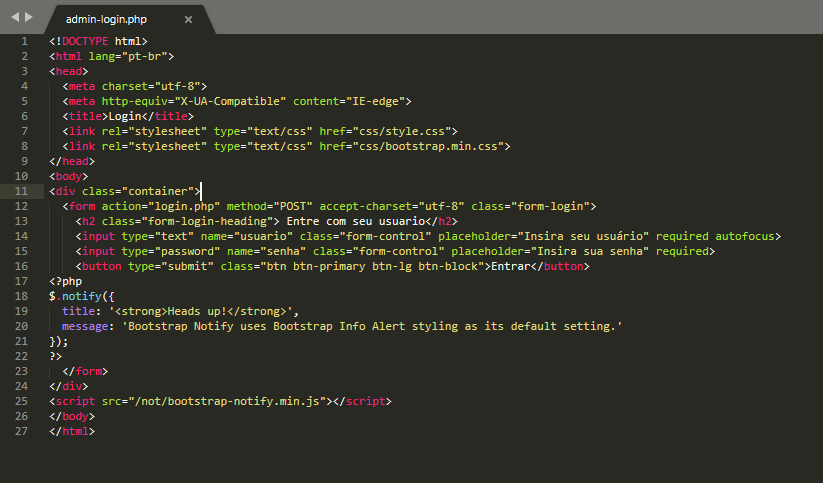 admin-login.php
1 <!DOCTYPE html>
2 <html lang="pt-br">
3 <head>
4 <meta charset="utf-8">
5 <meta http-equiv="X-UA-Compatible" content="IE-edge">
6 <title>Login</title>
7 <link rel="stylesheet" type="text/css" href="css/style.css">
8 <link rel="stylesheet" type="text/css" href="css/bootstrap.min.css">
9 </head>
10 <body>
11 <div class="container">
12 <form action="login.php" method="POST" accept-charset="utf-8" class="form-login">
13 <h2 class="form-login-heading"> Entre com seu usuario</h2>
14 <input type="text" name="usuario" class="form-control" placeholder="Insira seu usuário" required autofocus>
15 <input type="password" name="senha" class="form-control" placeholder="Insira sua senha" required>
16 <button type="submit" class="btn btn-primary btn-lg btn-block">Entrar</button>
17 <?php
18 $.notify({
19 title: '<strong>Heads up!</strong>',
20 message: 'Bootstrap Notify uses Bootstrap Info Alert styling as its default setting.'
21 });
22 ?>
23 </form>
24 </div>
25 <script src="/not/bootstrap-notify.min.js"></script>
26 </body>
27 </html>